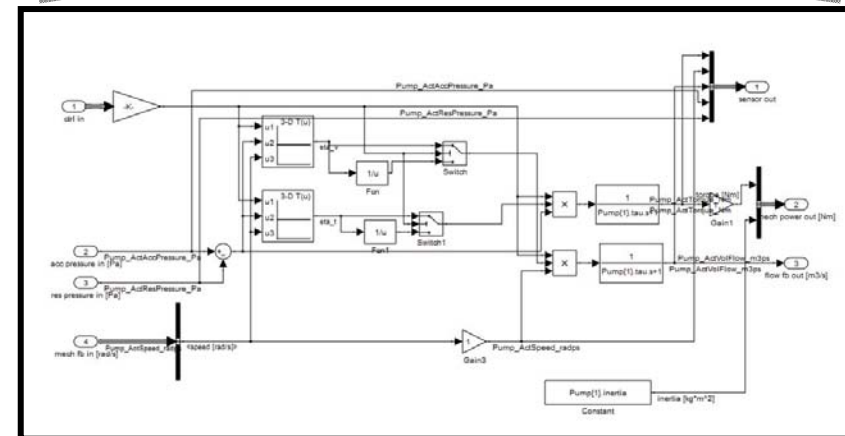 Pump_ActAccPressure_Pa
1
sensor out
1
ctrl in
-K-
Pump_ActResPressure_Pa
3-D T(u)
u1
u2
u3
eta_v
1/u
Fcn
Switch
3-D T(u)
u1
u2
u3
eta_t
1/u
Fcn1
Switch1
×
1
Pump{1}.tau.s+1
torque [Nm]
Pump_ActTorque_Nm
Pump_ActTorque_Nm
Gain1
2
mech power out [Nm]
2
acc pressure in [Pa]
Pump_ActAccPressure_Pa
3
res pressure in [Pa]
Pump_ActResPressure_Pa
×
1
Pump{1}.tau.s+1
Pump_ActVolFlow_m3ps
Pump_ActVolFlow_m3ps
3
flow fb out [m3/s]
4
mech fb in [rad/s]
Pump_ActSpeed_radps
<speed [rad/s]>
Gain3
Pump_ActSpeed_radps
Pump{1}.inertia
Constant
inertia [kg*m^2]